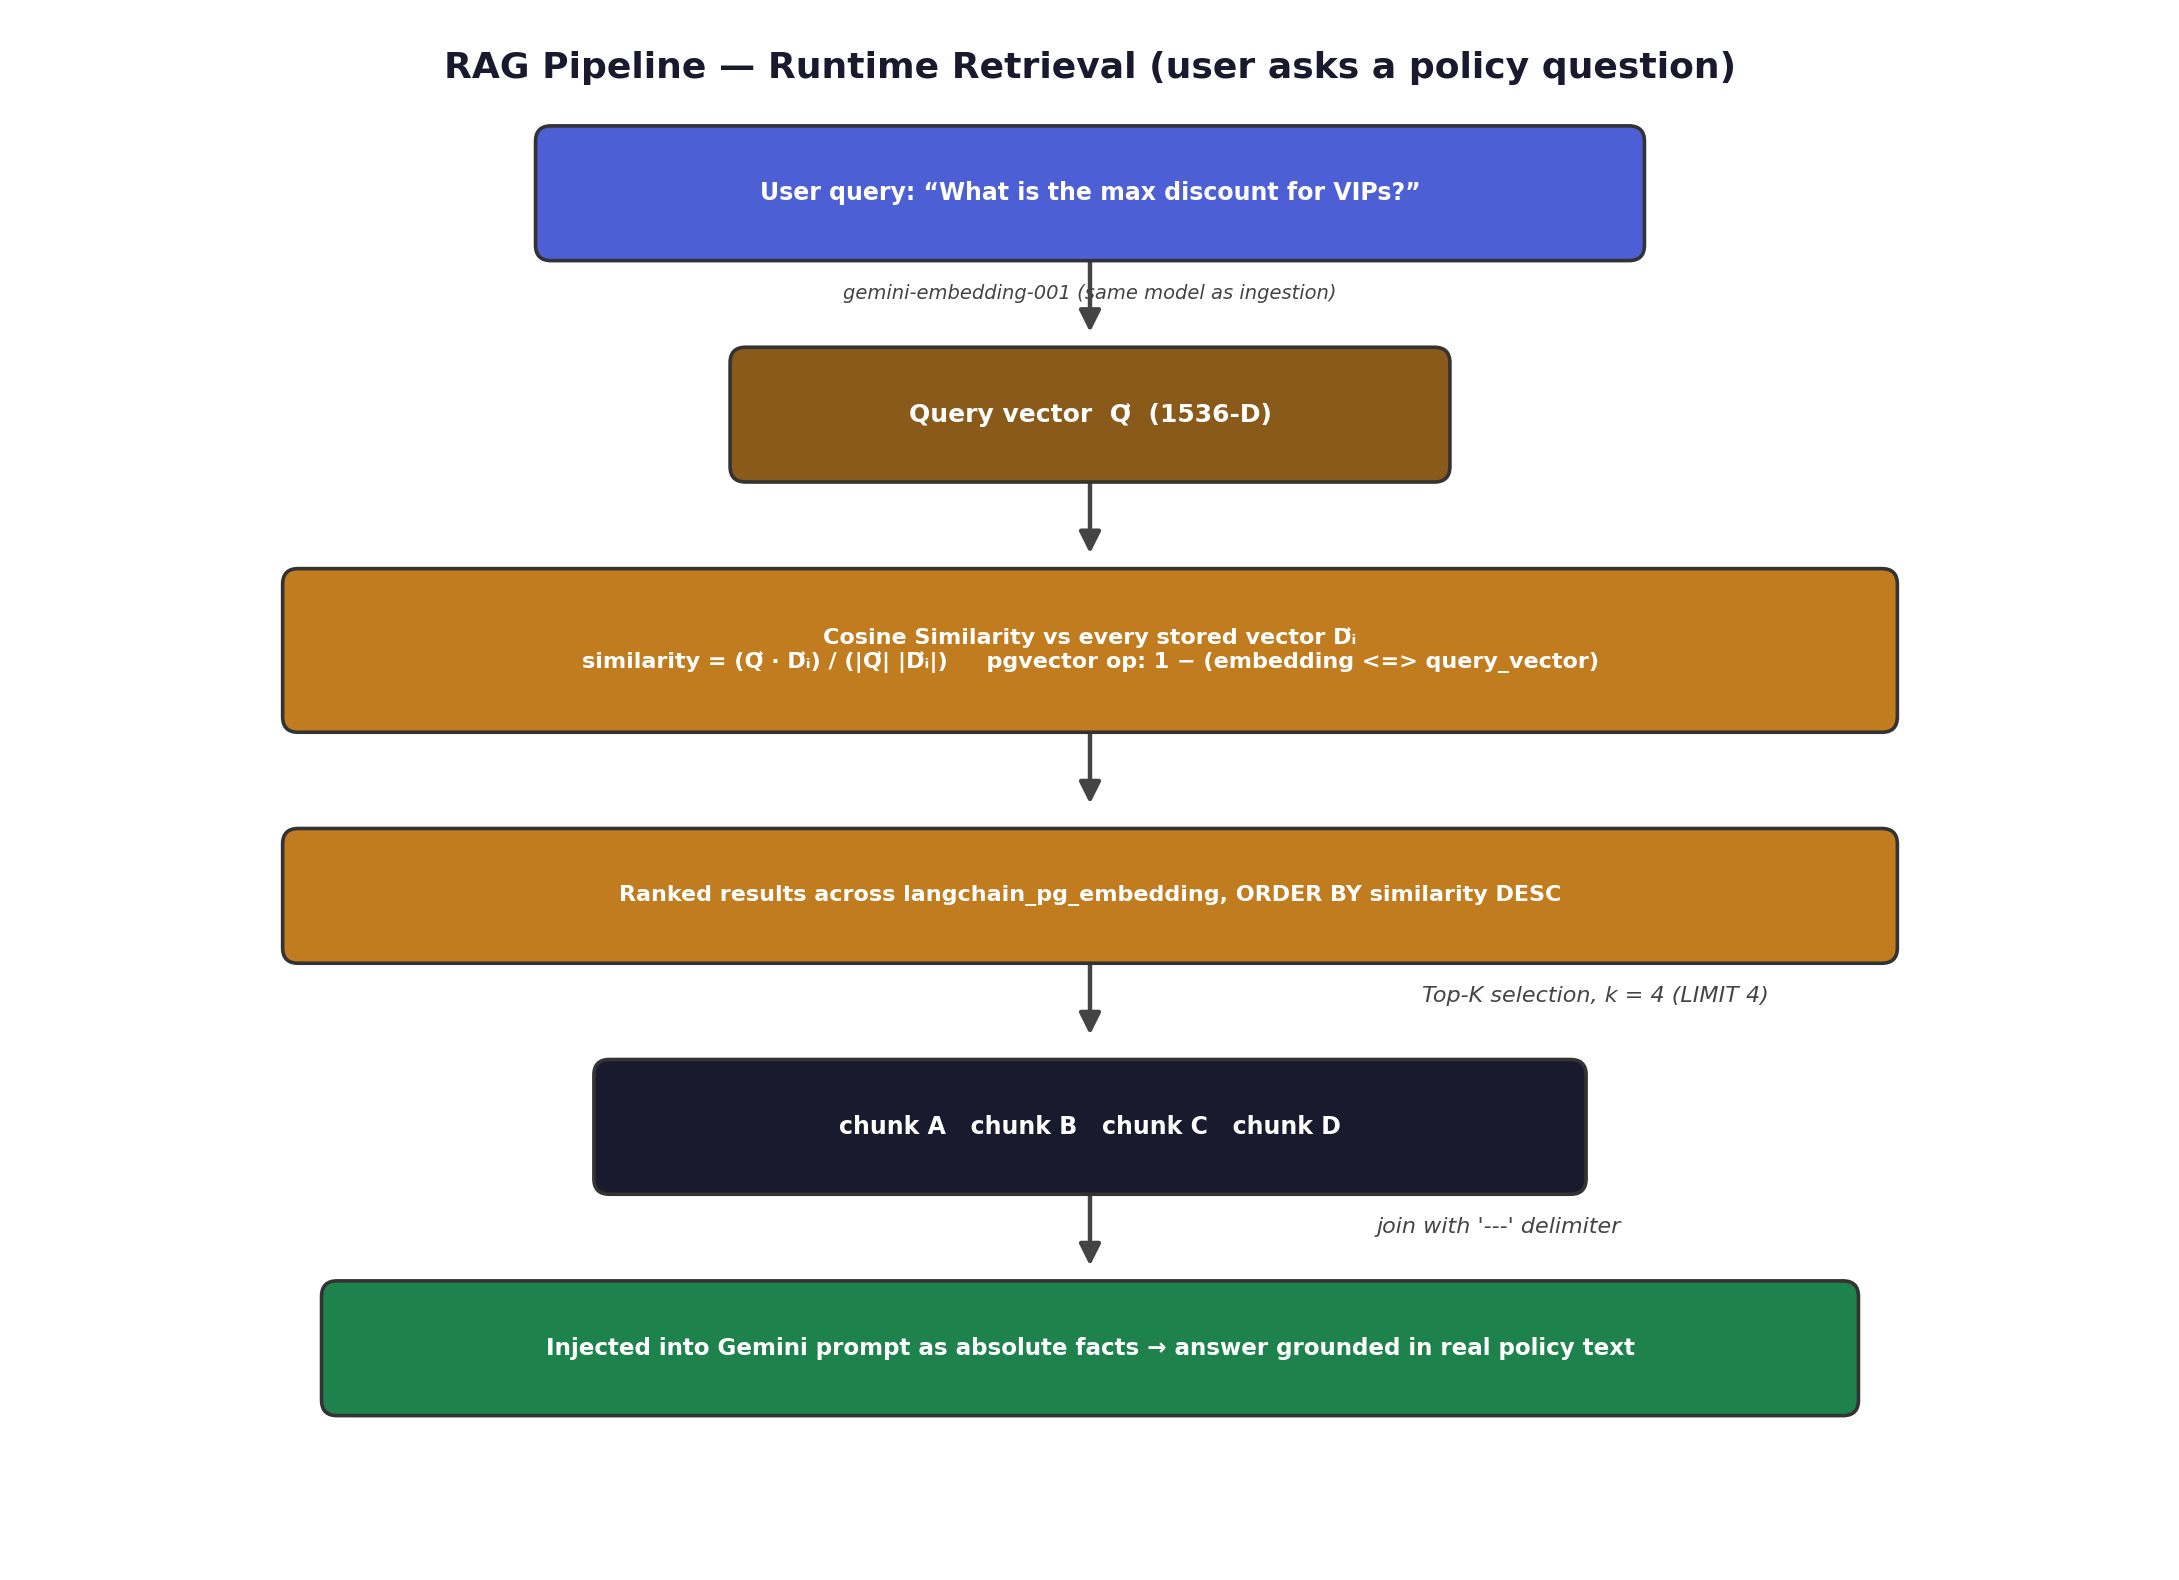 RAG Pipeline — Runtime Retrieval (user asks a policy question)
User query: “What is the max discount for VIPs?”
gemini-embedding-001 (same model as ingestion)
Query vector  Q⃗  (1536-D)
Cosine Similarity vs every stored vector D⃗ᵢ
similarity = (Q⃗ · D⃗ᵢ) / (|Q⃗| |D⃗ᵢ|)     pgvector op: 1 − (embedding <=> query_vector)
Ranked results across langchain_pg_embedding, ORDER BY similarity DESC
Top-K selection, k = 4 (LIMIT 4)
chunk A   chunk B   chunk C   chunk D
join with '---' delimiter
Injected into Gemini prompt as absolute facts → answer grounded in real policy text